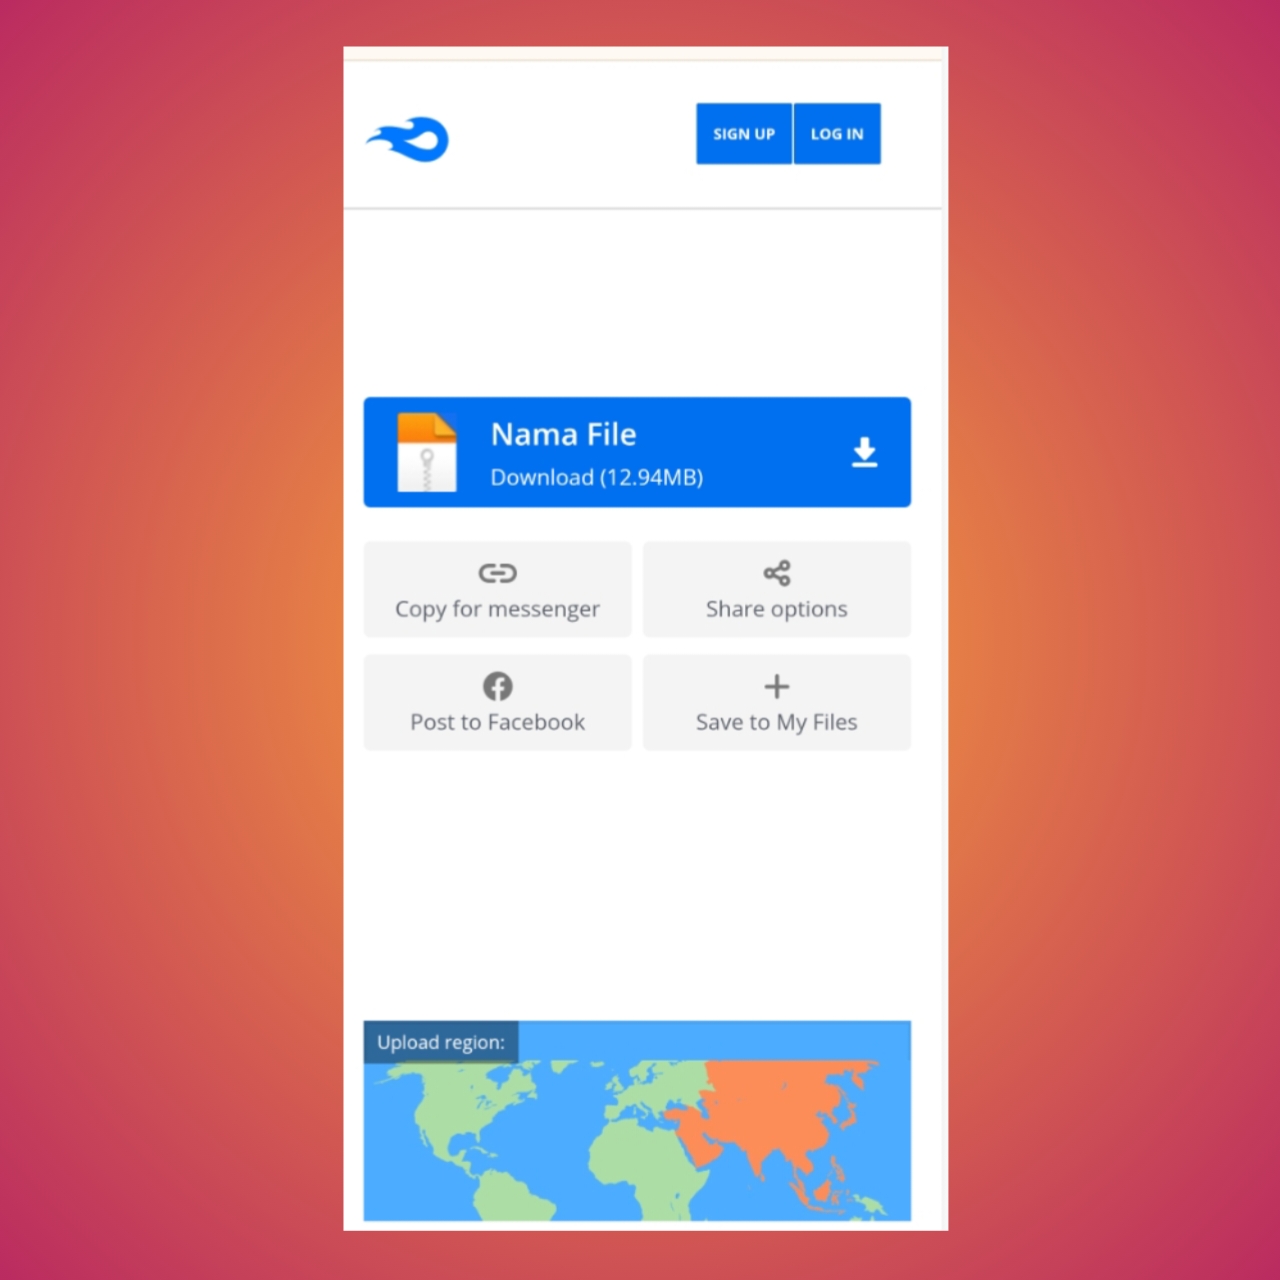 SIGN UP
LOG IN
Nama File
Download (12.94MB)
Copy for messenger
Share options
Post to Facebook
Save to My Files
Upload region: